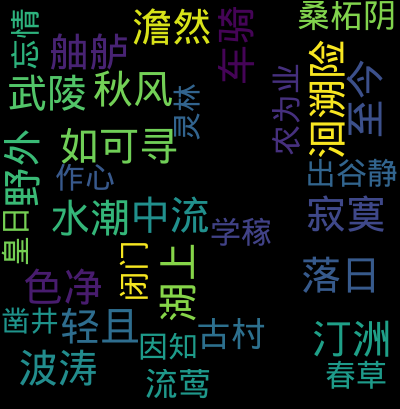 忘情
舳舻
澹然
车骑
桑柘阴
武陵
秋风
灵林
农为业
洄溯险
至今
野外
如可寻
作心
出谷静
皇日
水潮
中流
学稼
寂寞
色净
闭门
湖上
落日
凿井
轻且
因知
古村
汀洲
波涛
流莺
春草